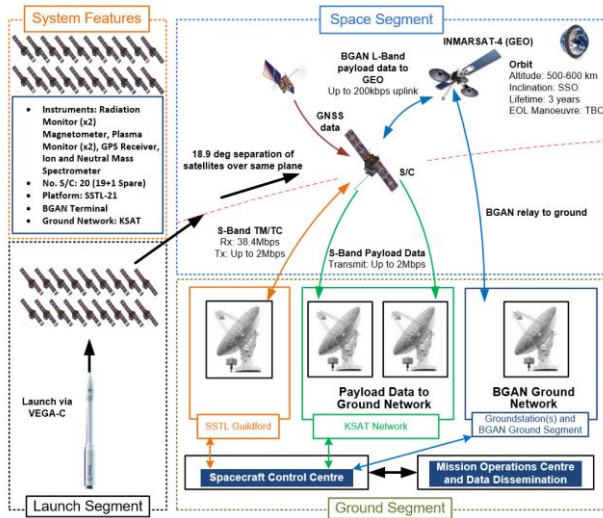 System Features
• Instruments: Radiation
Monitor (x2)
Magnetometer, Plasma
Monitor (x2), GPS Receiver,
Ion and Neutral Mass
Spectrometer
• No. S/C: 20 (19+1 Spare)
• Platform: SSTL-21
• BGAN Terminal
• Ground Network: KSAT
Launch via
VEGA-C
Launch Segment
Space Segment
BGAN L-Band
payload data to
GEO
Up to 200kbps uplink
INMARSAT-4 (GEO)
Orbit
Altitude: 500-600 km
Inclination: SSO
Lifetime: 3 years
EOL Manoeuvre: TBC
GNSS
data
18.9 deg separation of
satellites over same plane
S/C
BGAN relay to
ground
S-Band TM/TC
Rx: 38.4Mbps
Tx: Up to 2Mbps
S-Band Payload Data
Transmit: Up to 2Mbps
Payload Data to
Ground Network
BGAN Ground
Network
SSTL Guildford
KSAT Network
Groundstation(s) and
BGAN Ground Segment
Spacecraft Control Centre
Mission Operations Centre
and Data Dissemination
Ground Segment